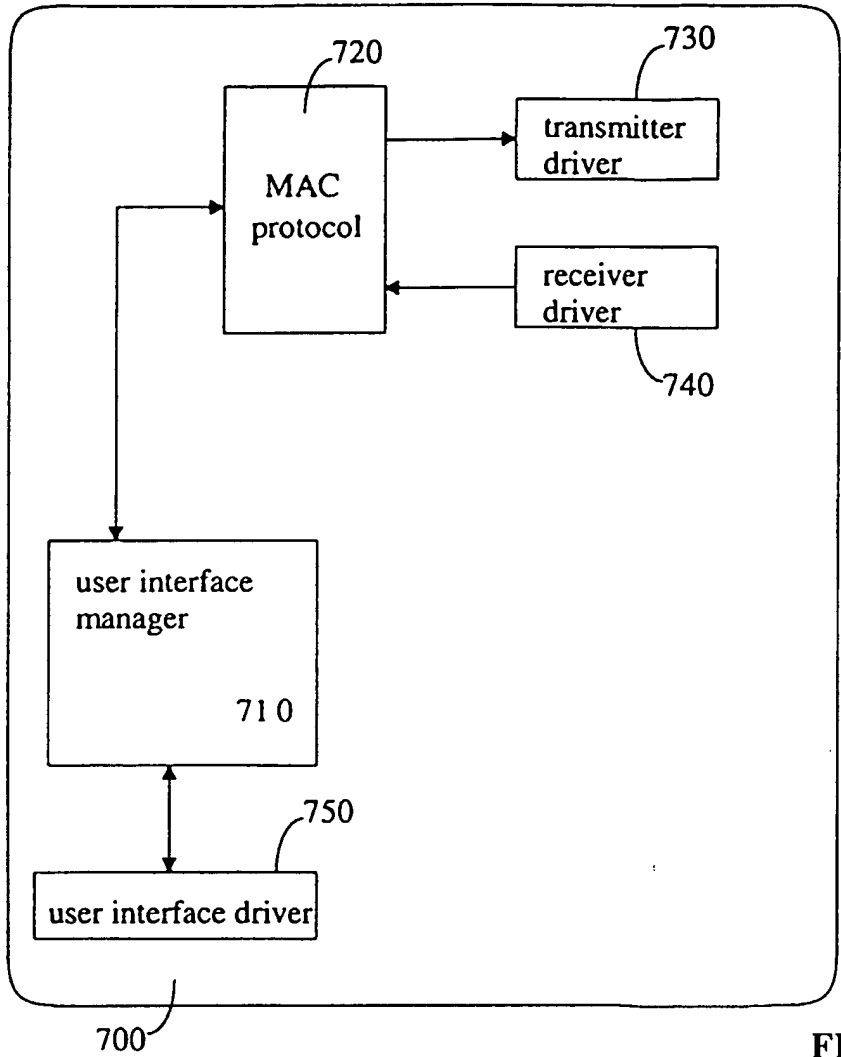 720
730
transmitter
driver
MAC
protocol
receiver
driver
740
user interface
manager
71 0
750
user interface driver
700